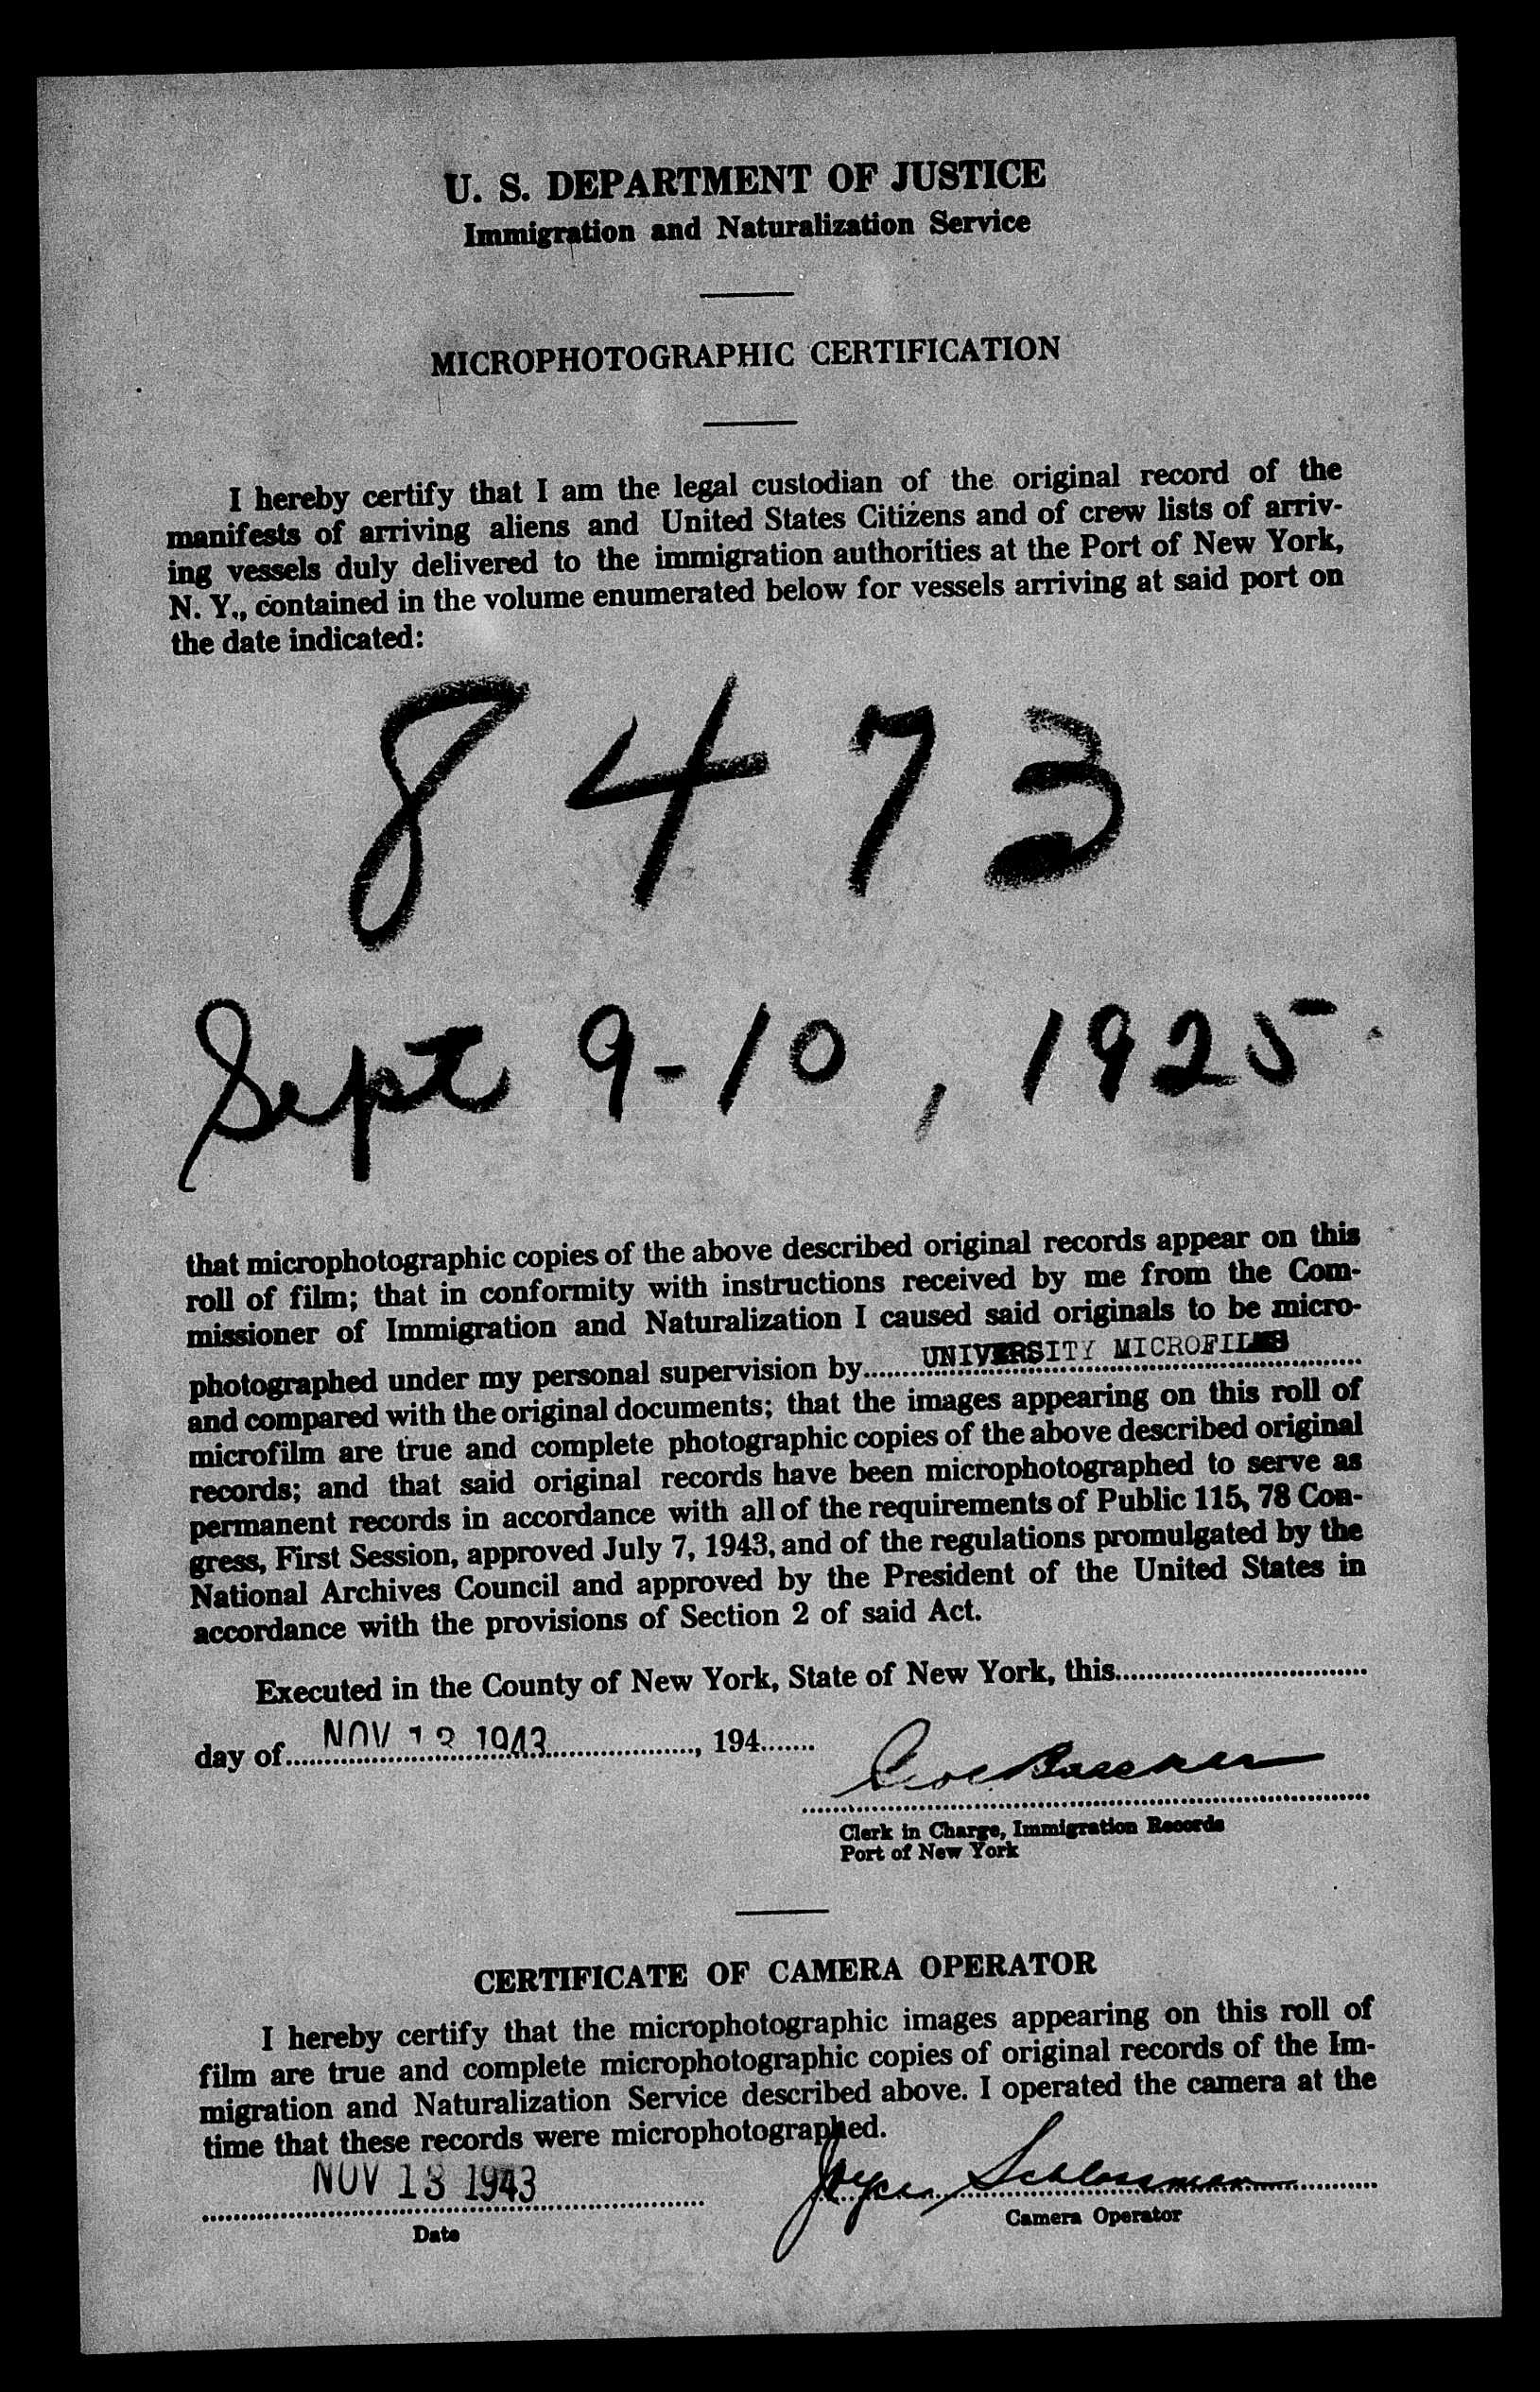 U. S. DEPARTMENT OF JUSTICE
Immigration and Naturalization Service
MICROPHOTOGRAPHIC CERTIFICATION
I hereby certify that I am the legal custodian of the original record of the
manifests of arriving aliens and United States Citizens and of crew lists of arriv-
ing vessels duly delivered to the immigration authorities at the Port of New York,
N. Y., contained in the volume enumerated below for vessels arriving at said port on
the date indicated:
8473
Sept 9-10, 1925
that microphotographic copies of the above described original records appear on this
roll of film; that in conformity with instructions received by me from the Com-
missioner of Immigration and Naturalization I caused said originals to be micro-
photographed under my personal supervision by UNIVERSITY MICROFILMS
and compared with the original documents; that the images appearing on this roll of
microfilm are true and complete photographic copies of the above described original
records; and that said original records have been microphotographed to serve as
permanent records in accordance with all of the requirements of Public 115, 78 Con-
gress, First Session, approved July 7, 1943, and of the regulations promulgated by the
National Archives Council and approved by the President of the United States in
accordance with the provisions of Section 2 of said Act.
Executed in the County of New York, State of New York, this
day of NOV 13 1943, 194
Clerk in Charge, Immigration Records
Port of New York
CERTIFICATE OF CAMERA OPERATOR
I hereby certify that the microphotographic images appearing on this roll of
film are true and complete microphotographic copies of original records of the Im-
migration and Naturalization Service described above. I operated the camera at the
time that these records were microphotographed.
NOV 13 1943 Joyce Schlossman
Date Camera Operator